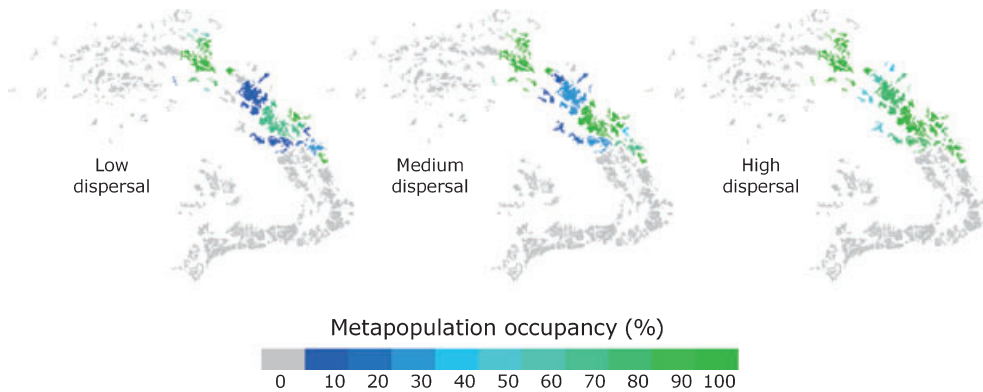 Low
dispersal
Medium
dispersal
High
dispersal
Metapopulation occupancy (%)
0 10 20 30 40 50 60 70 80 90 100